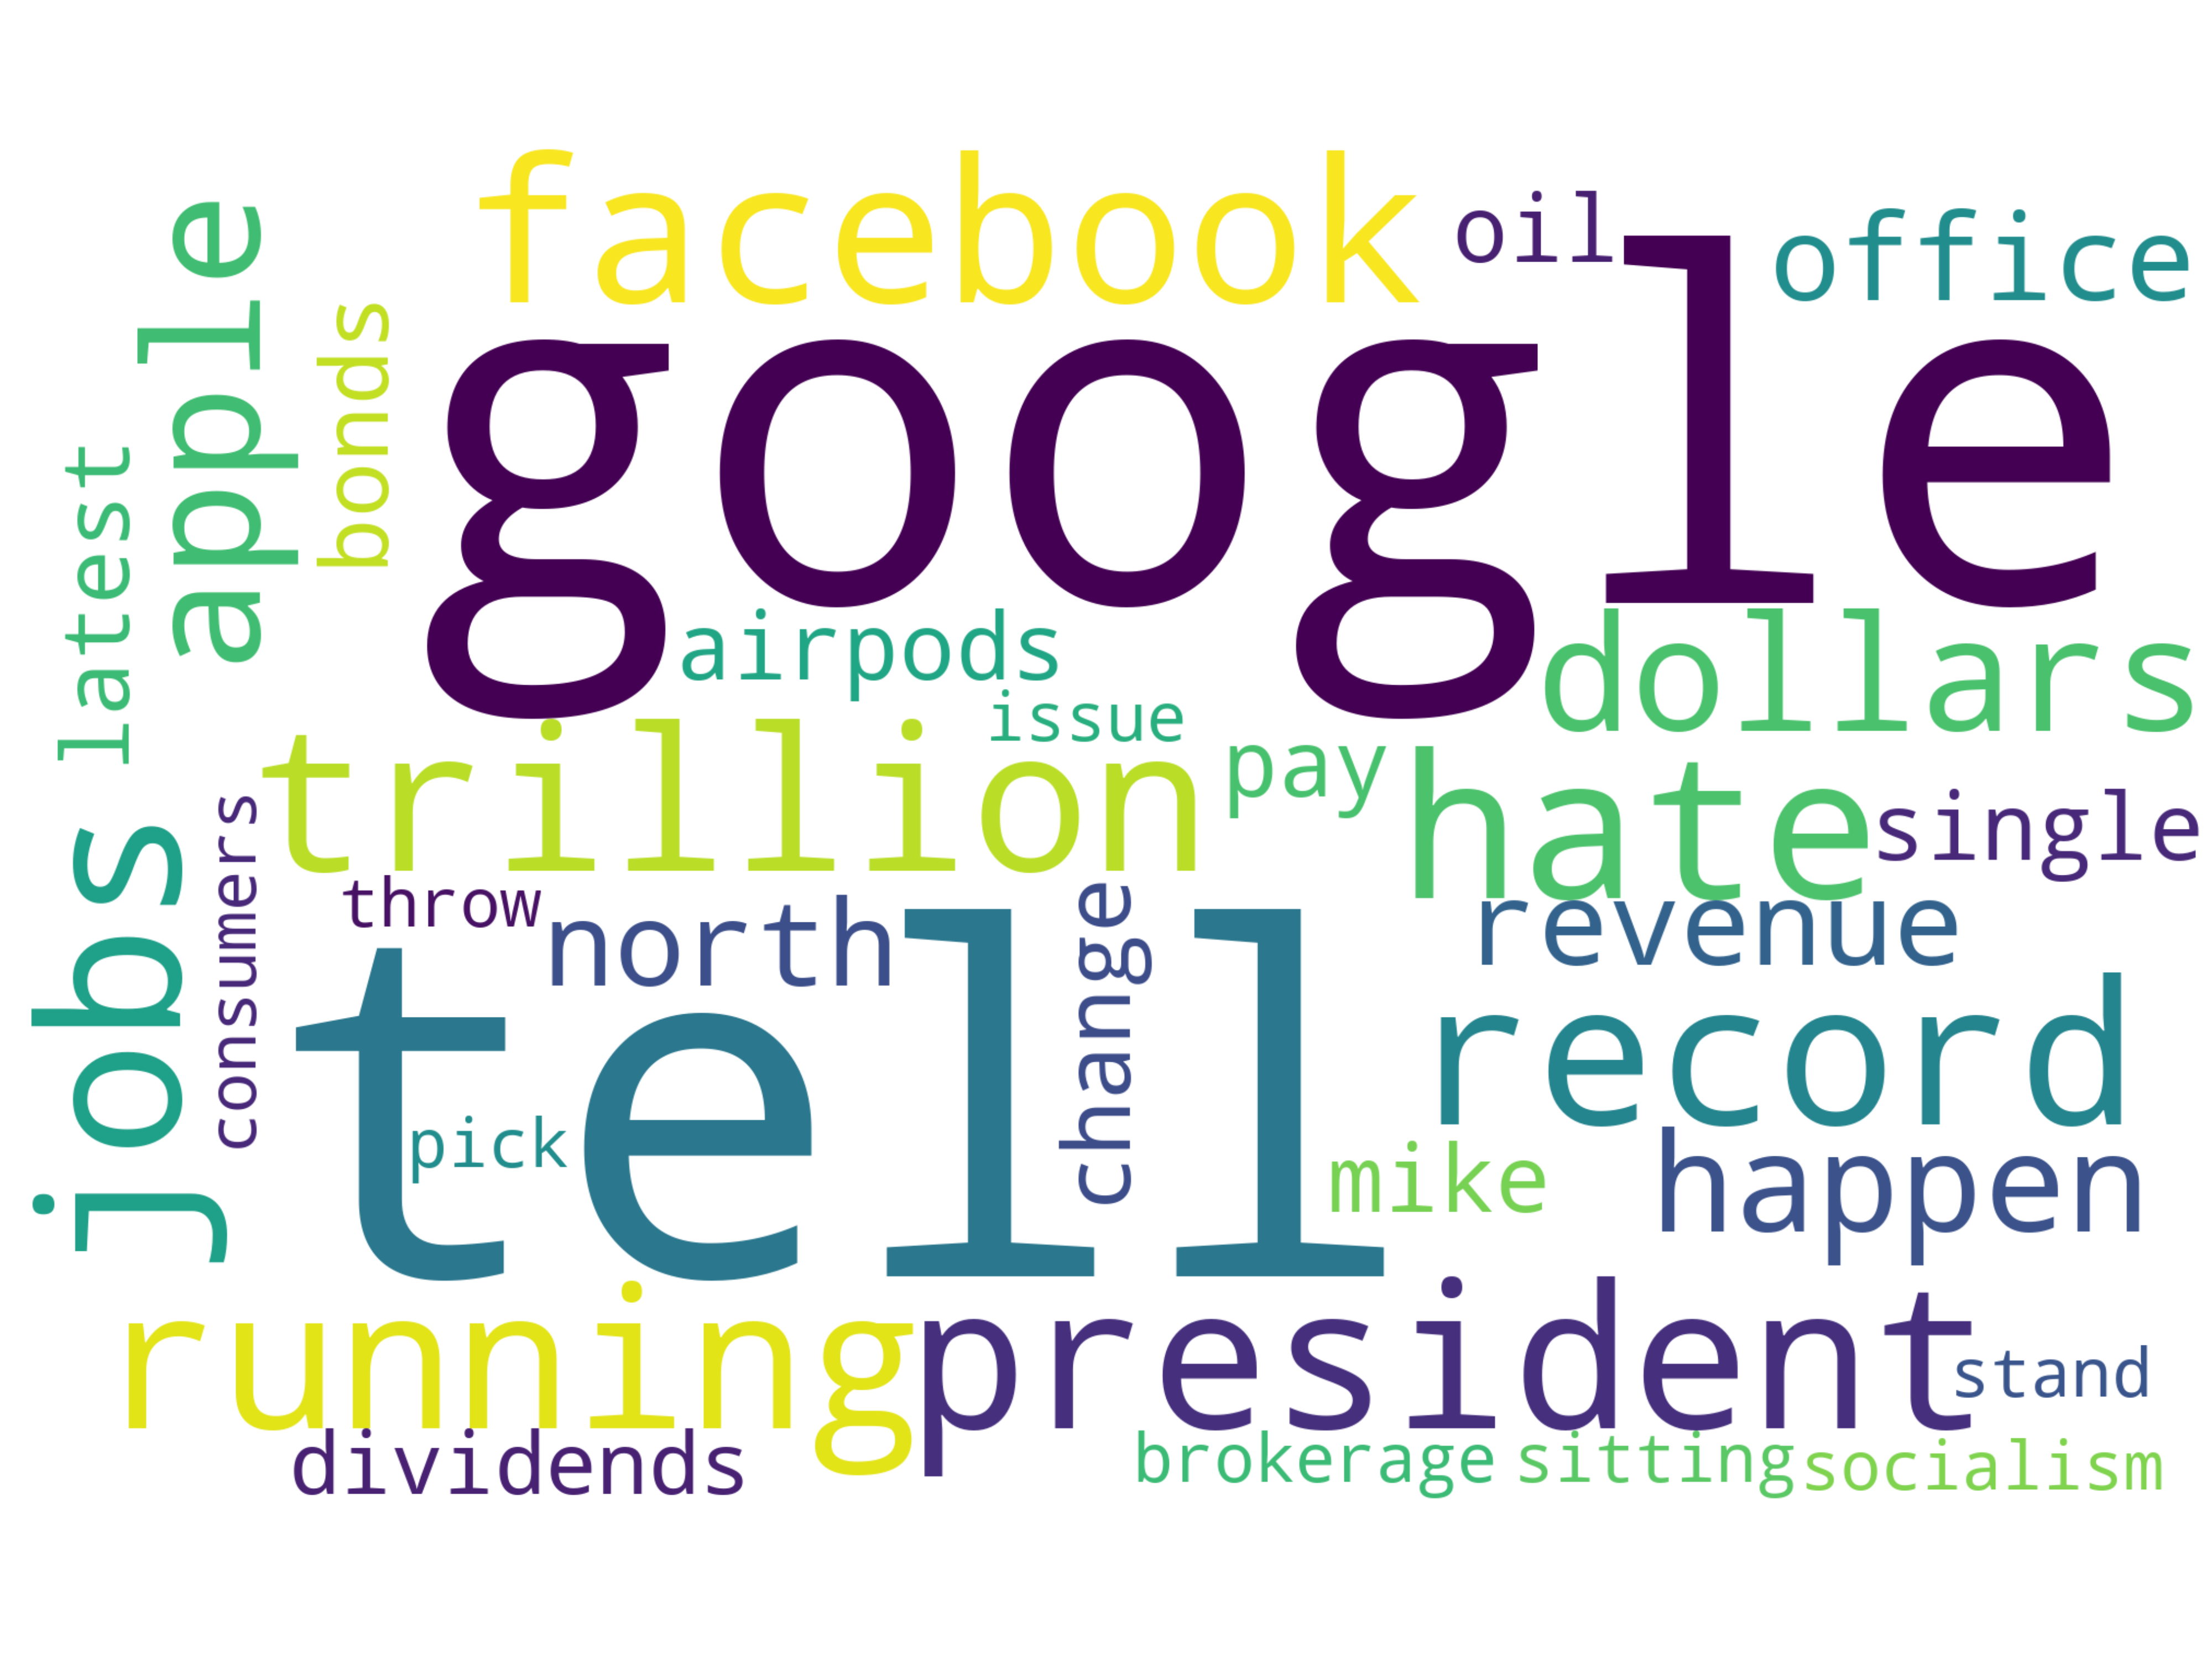 facebook
oil
office
apple
bonds
google
latest
airpods
dollars
issue
trillion
pay
hate
single
jobs
consumers
throw
north
change
revenue
tell
record
pick
mike
happen
running
president
stand
dividends
brokerage
sitting
socialism